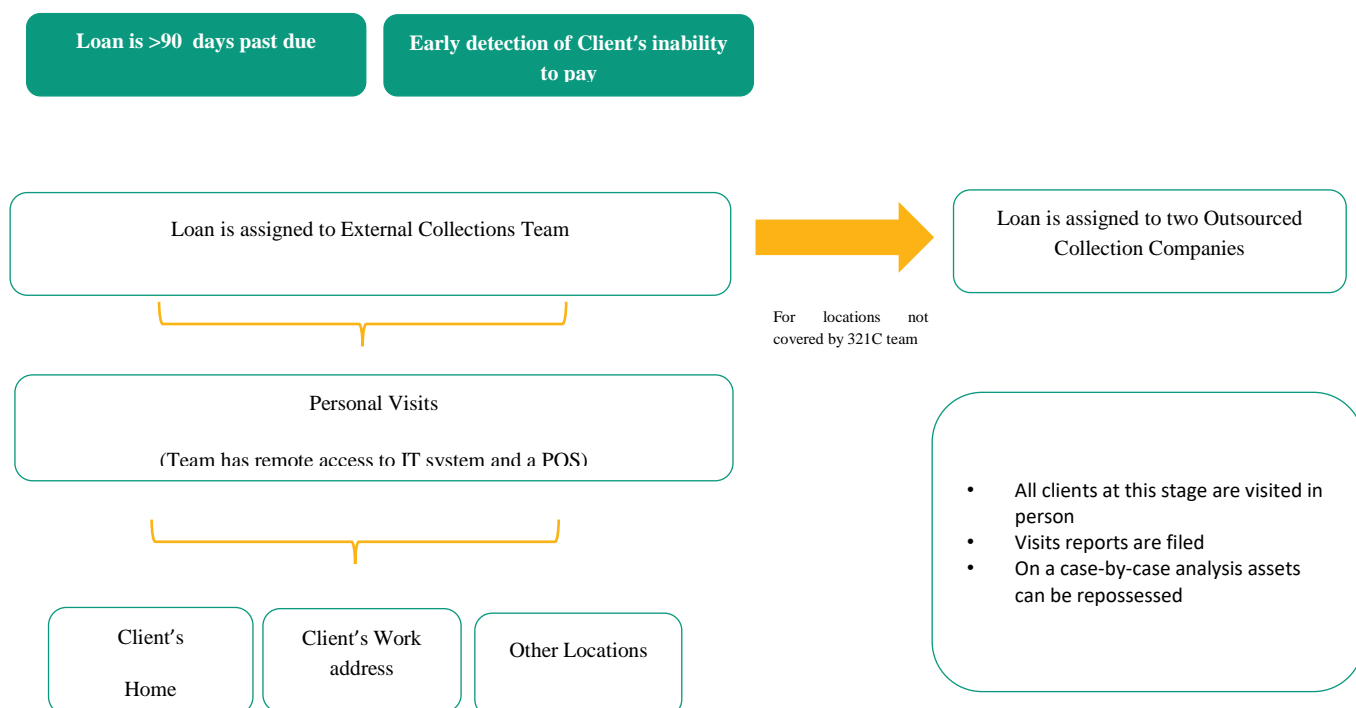 Loan is >90 days past due
Early detection of Client's inability
to pay
Loan is assigned to External Collections Team
Loan is assigned to two Outsourced
Collection Companies
For locations not
covered by 321C team
Personal Visits
(Team has remote access to IT system and a POS)
• All clients at this stage are visited in
person
• Visits reports are filed
• On a case-by-case analysis assets
can be repossessed
Client's
Home
Client's Work
address
Other Locations